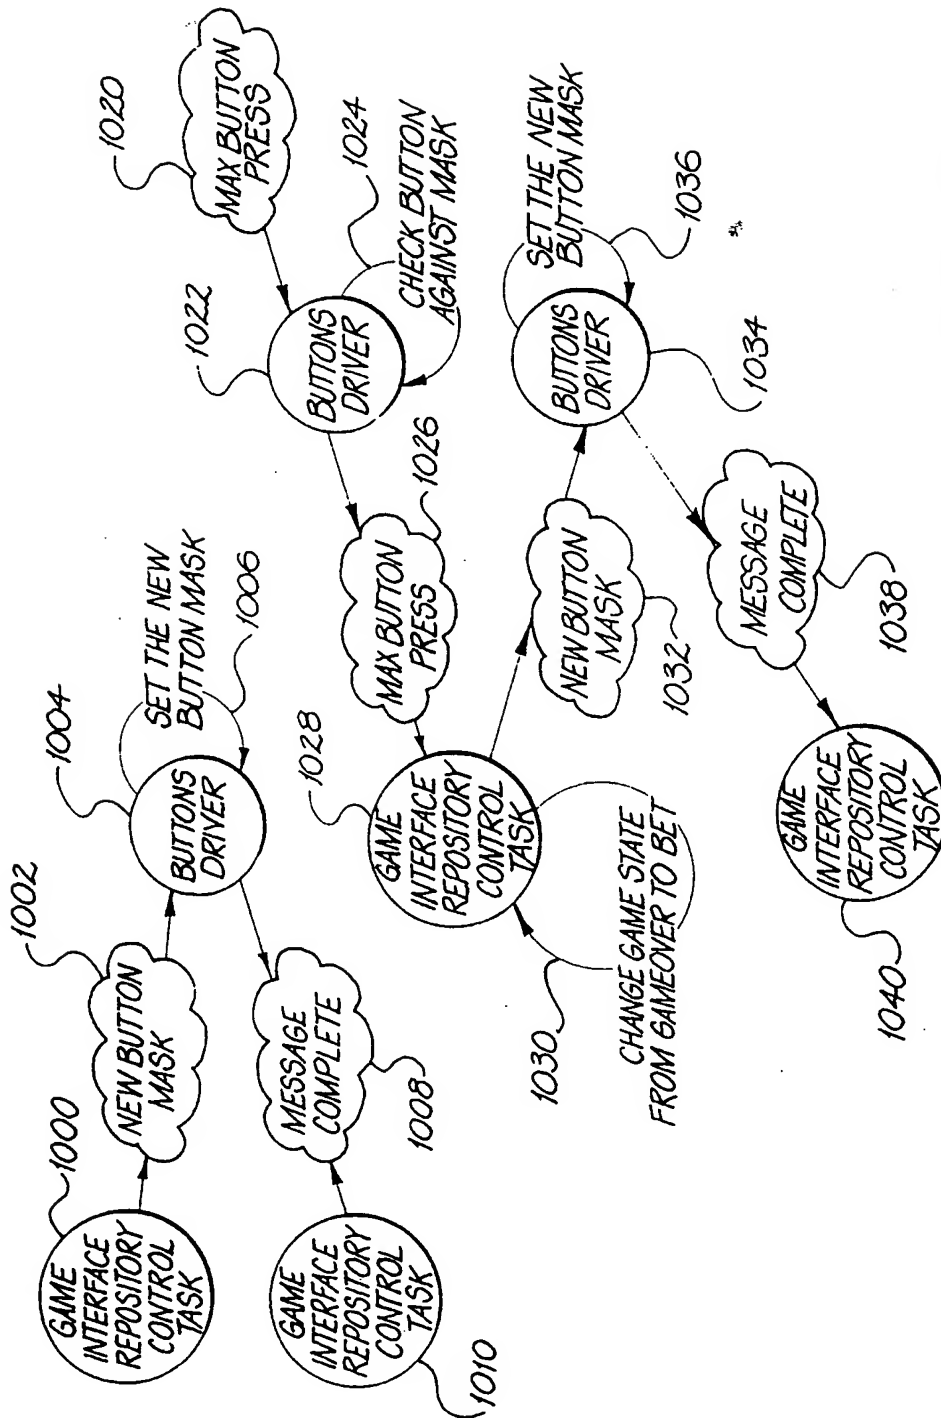 1000
GAME
INTERFACE
REPOSITORY
CONTROL
TASK
1002
NEW BUTTON
MASK
1004
BUTTONS
DRIVER
SET THE NEW
BUTTON MASK
1006
MESSAGE
COMPLETE
1008
GAME
INTERFACE
REPOSITORY
CONTROL
TASK
1010
1020
MAX BUTTON
PRESS
1022
BUTTONS
DRIVER
1024
CHECK BUTTON
AGAINST MASK
1026
MAX BUTTON
PRESS
1028
GAME
INTERFACE
REPOSITORY
CONTROL
TASK
1030
CHANGE GAME STATE
FROM GAMEOVER TO BET
NEW BUTTON
MASK
1032
BUTTONS
DRIVER
1034
SET THE NEW
BUTTON MASK
1036
MESSAGE
COMPLETE
1038
GAME
INTERFACE
REPOSITORY
CONTROL
TASK
1040